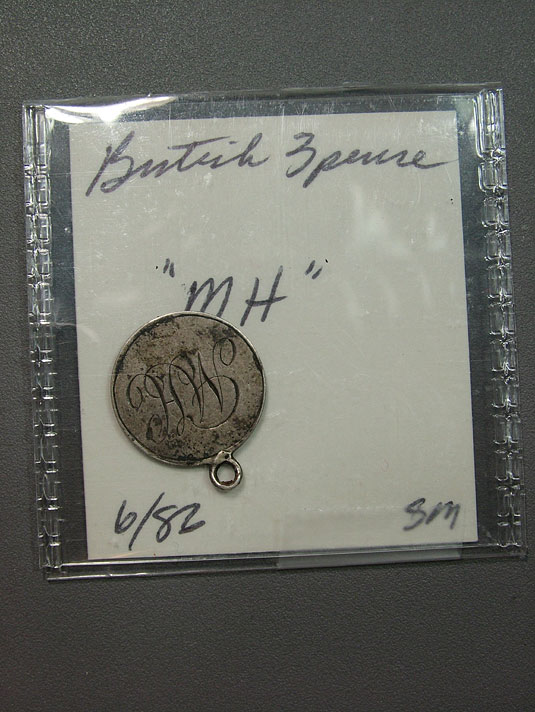 British 3pence
"MH"
6/82 SM